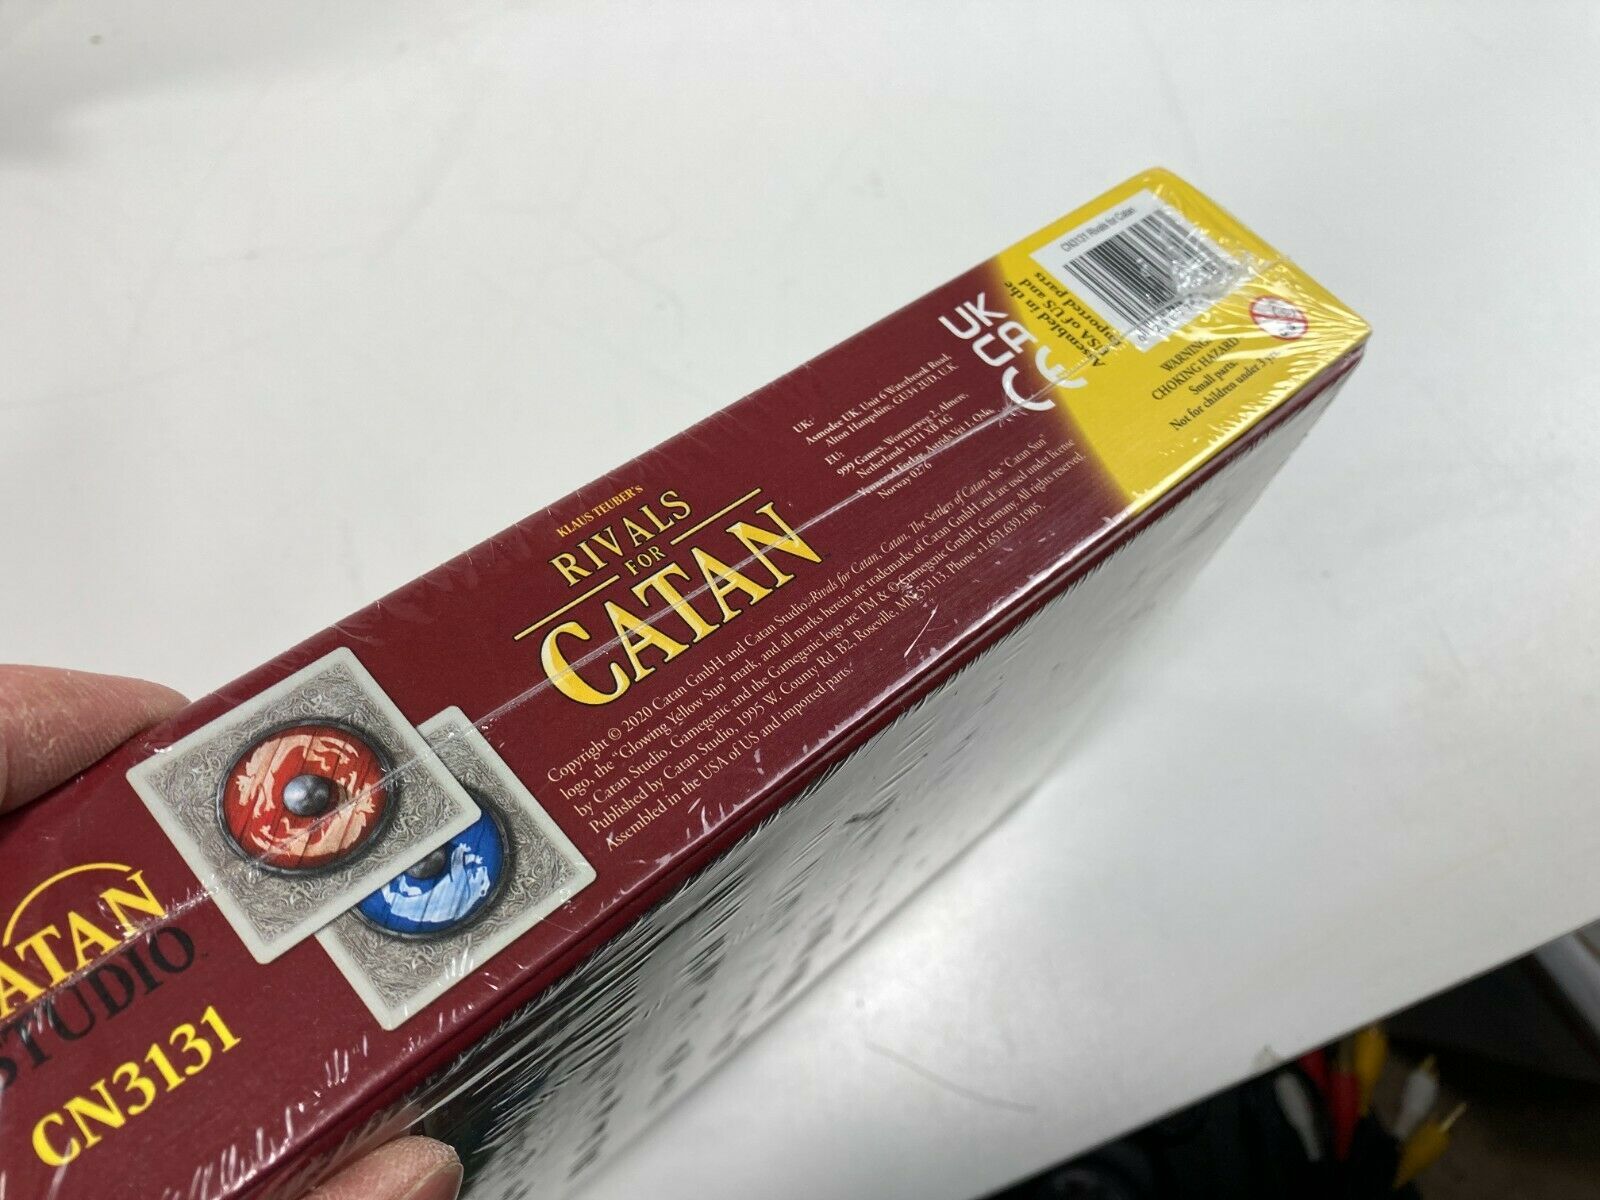 KLAUS TEUBER'S
RIVALS
FOR
CATAN
Copyright © 2020 Catan GmbH and Catan Studio. Rivals for Catan, Catan, The Settlers of Catan, the "Catan Sun"
logo, the "Glowing Yellow Sun" mark, and all marks herein are trademarks of Catan GmbH and are used under license
by Catan Studio. Gamegenic and the Gamegenic logo are TM & © Gamegenic GmbH, Germany. All rights reserved.
Published by Catan Studio, 1995 W. County Rd. B2, Roseville, MN 55113. Phone +1.651.639.1905.
Assembled in the USA of US and imported parts.
UK:
Asmodee UK, Unit 6 Waterbrook Road,
Alton Hampshire, GU34 2UD, U.K.
EU:
999 Games, Wormerweg 2, Almere,
Netherlands 1311 XB AG
Forlag, Astrids Vei 1, Oslo,
Norway 0276
UK
CA
CE
Assembled in the
USA of US and
imported parts
CN3131 Rivals for Catan
WARNING:
CHOKING HAZARD
Small parts.
Not for children under 3
ATAN
STUDIO
CN3131